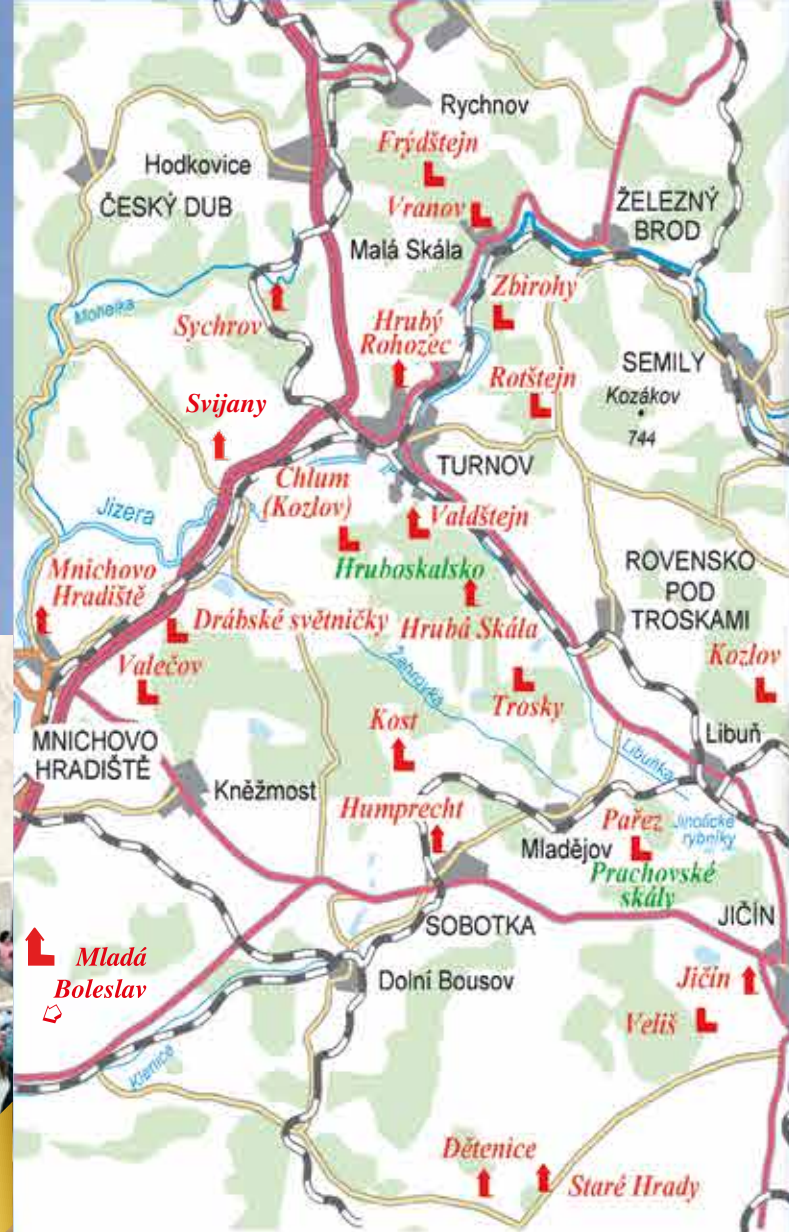 Rychnov
Frýdštejn
Hodkovice
ČESKÝ DUB
Vranov
ŽELEZNÝ
BROD
Malá Skála
Mohelka
Sychrov
Zbirohy
Hrubý
Rohozec
SEMILY
Rotštejn
Kozákov
744
Svijany
TURNOV
Chlum
(Kozlov)
Jizera
Valdštejn
Hruboskalsko
ROVENSKO
POD
TROSKAMI
Mnichovo
Hradiště
Drábské světničky
Hrubá Skála
Valečov
Žehrovka
Trosky
Kozlov
Kost
Libuň
Libuňka
MNICHOVO
HRADIŠTĚ
Kněžmost
Humprecht
Mladějov
Pařez
Jinolické
rybníky
Prachovské
skály
SOBOTKA
JIČÍN
Mladá
Boleslav
Dolní Bousov
Jičín
Veliš
Klenice
Dětenice
Staré Hrady